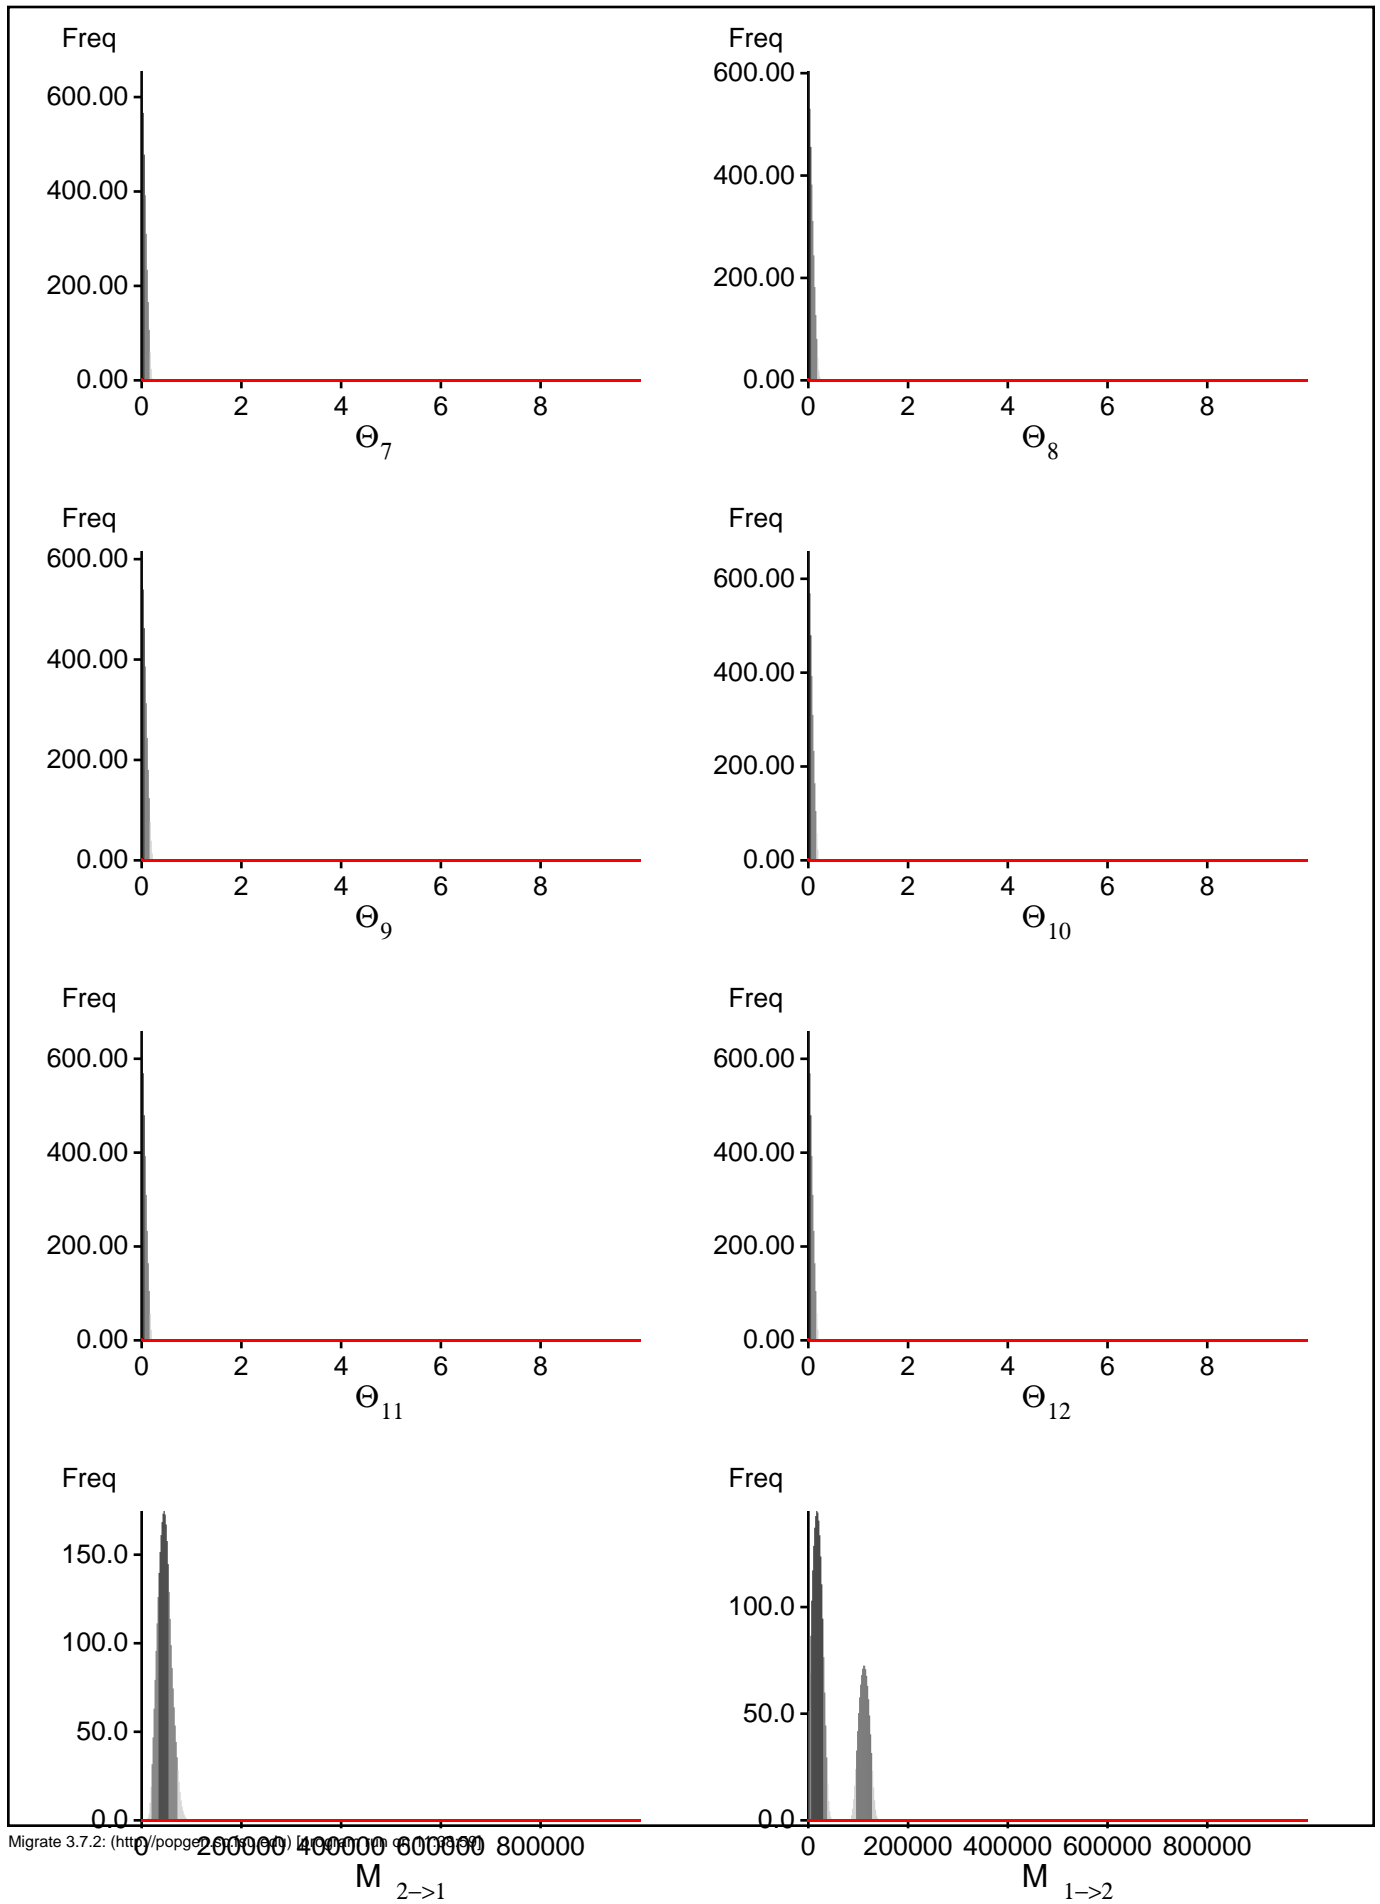 Freq Freq
600.00 600.00
400.00 400.00
200.00 200.00
0.00 0.00
0 2 4 6 8 0 2 4 6 8
Θ7 Θ8
Freq Freq
600.00 600.00
400.00 400.00
200.00 200.00
0.00 0.00
0 2 4 6 8 0 2 4 6 8
Θ9 Θ10
Freq Freq
600.00 600.00
400.00 400.00
200.00 200.00
0.00 0.00
0 2 4 6 8 0 2 4 6 8
Θ11 Θ12
Freq Freq
150.0
100.0 100.0
50.0 50.0
0.0 0.0
Migrate 3.7.2: (http://popgen.sc.fsu.edu) [program run on 11:38:59]
0 200000 400000 600000 800000 0 200000 400000 600000 800000
M 2->1 M 1->2